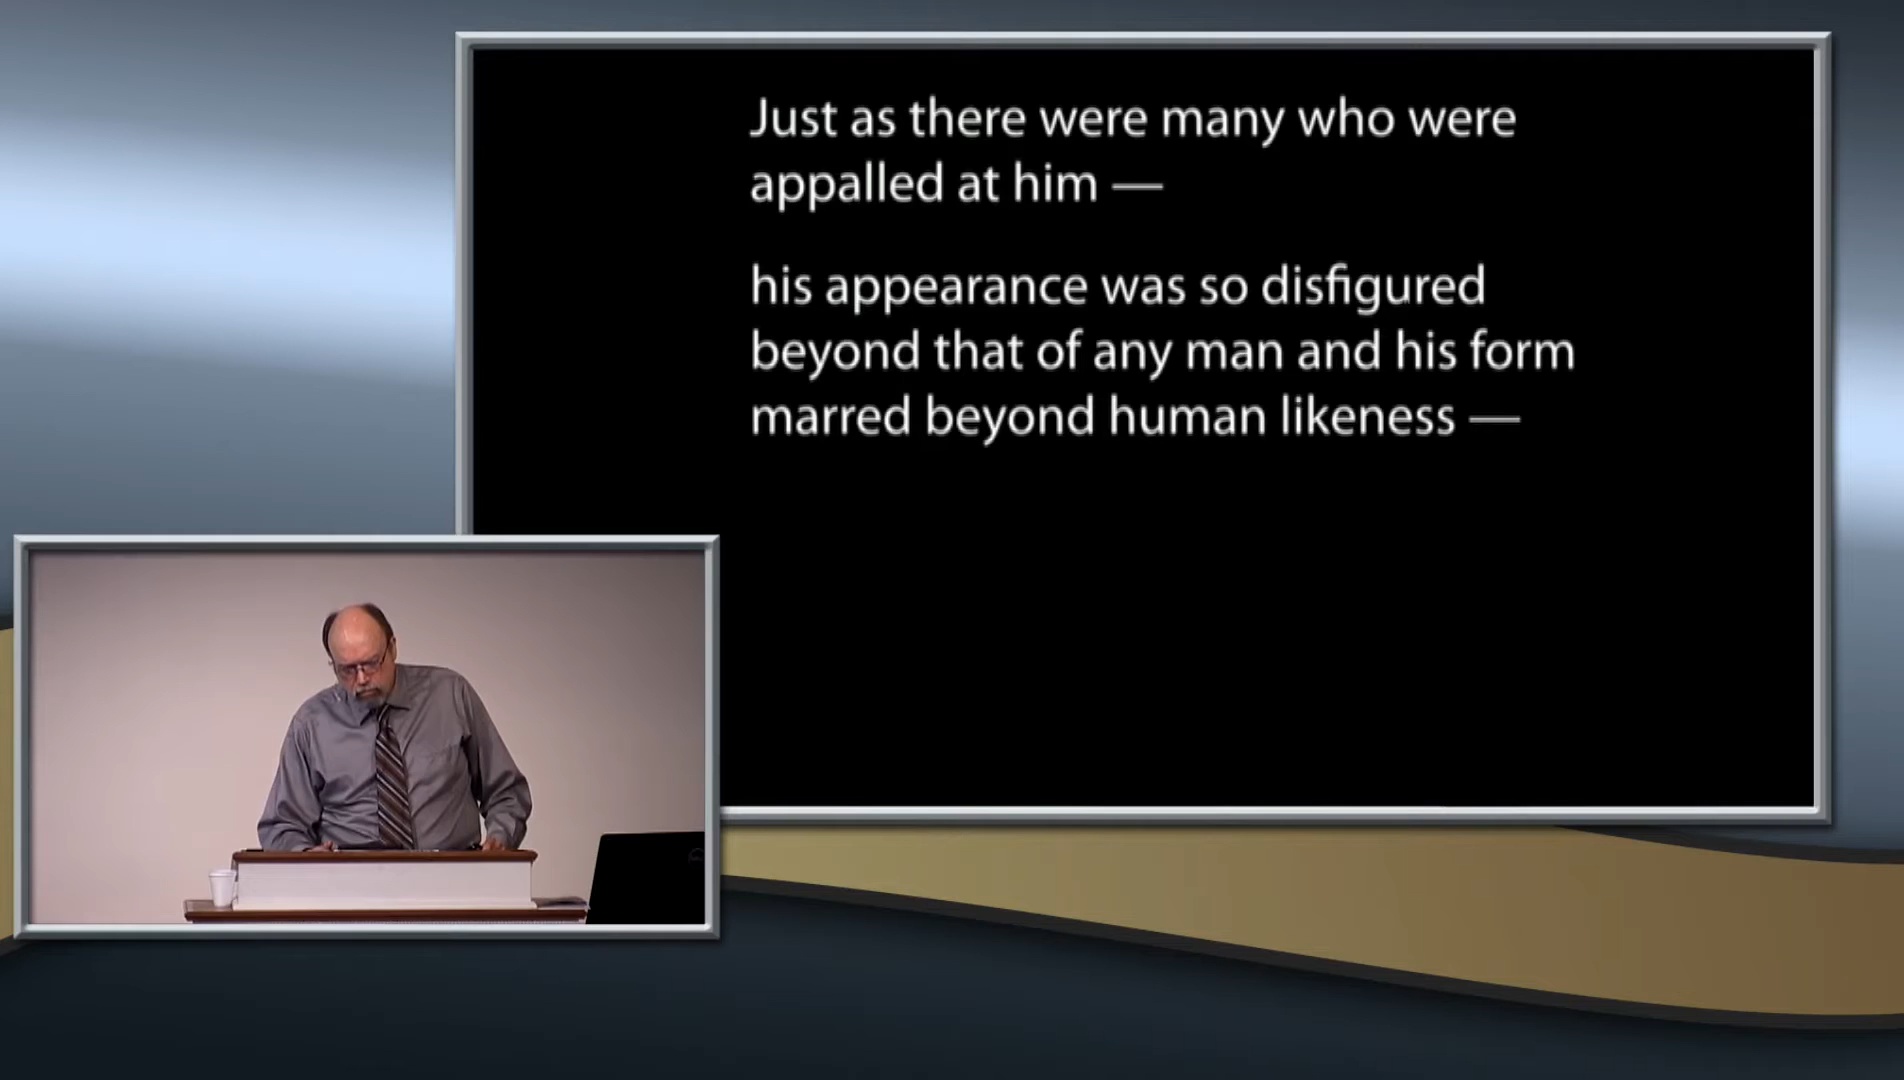 Just as there were many who were
appalled at him —
his appearance was so disfigured
beyond that of any man and his form
marred beyond human likeness —